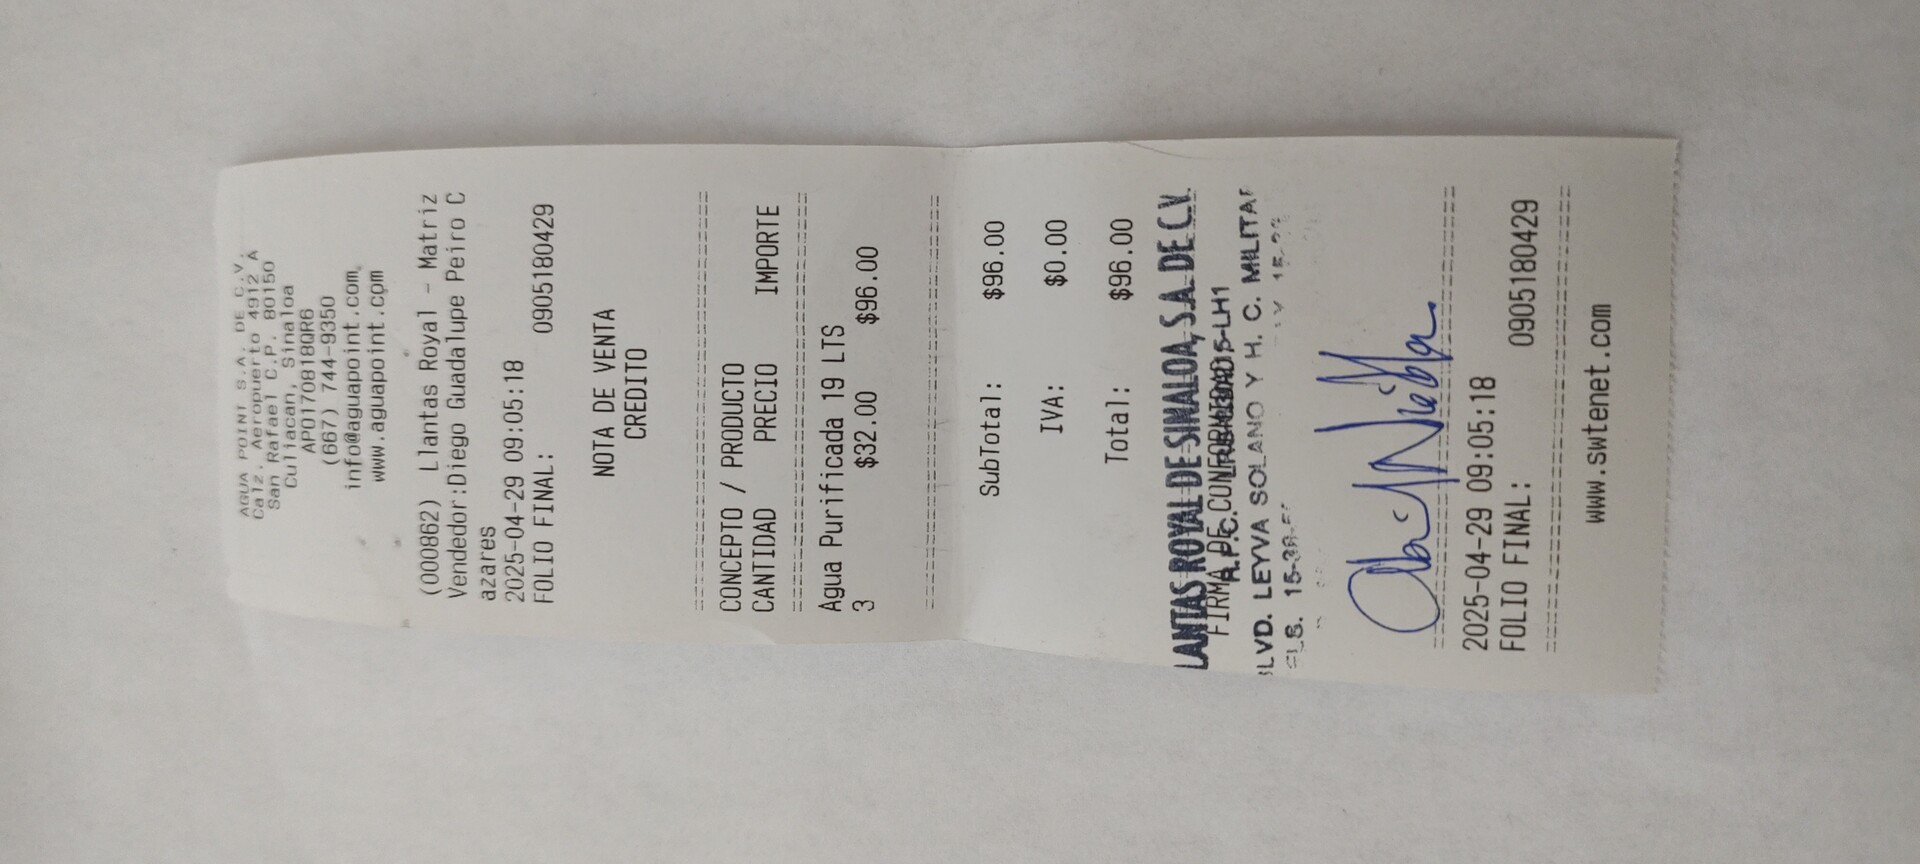 AGUA POINT S.A. DE C.V.
Calz. Aeropuerto 4912 A
San Rafael C.P. 80150
Culiacan, Sinaloa
APO170818QR6
(667) 744-9350
info@aguapoint.com
www.aguapoint.com
(000862) Llantas Royal - Matriz
Vendedor:Diego Guadalupe Peiro C
azares
2025-04-29 09:05:18
FOLIO FINAL: 0905180429
NOTA DE VENTA
CREDITO
================================
CONCEPTO / PRODUCTO
CANTIDAD PRECIO IMPORTE
================================
Agua Purificada 19 LTS
3 $32.00 $96.00
================================
SubTotal: $96.00
IVA: $0.00
Total: $96.00
LANTAS ROYAL DE SINALOA, S.A. DE C.V.
FIRMA DE CONFORMIDAD
BLVD. LEYVA SOLANO Y H. C. MILITAR
================================
2025-04-29 09:05:18
FOLIO FINAL: 0905180429
================================
www.swtenet.com